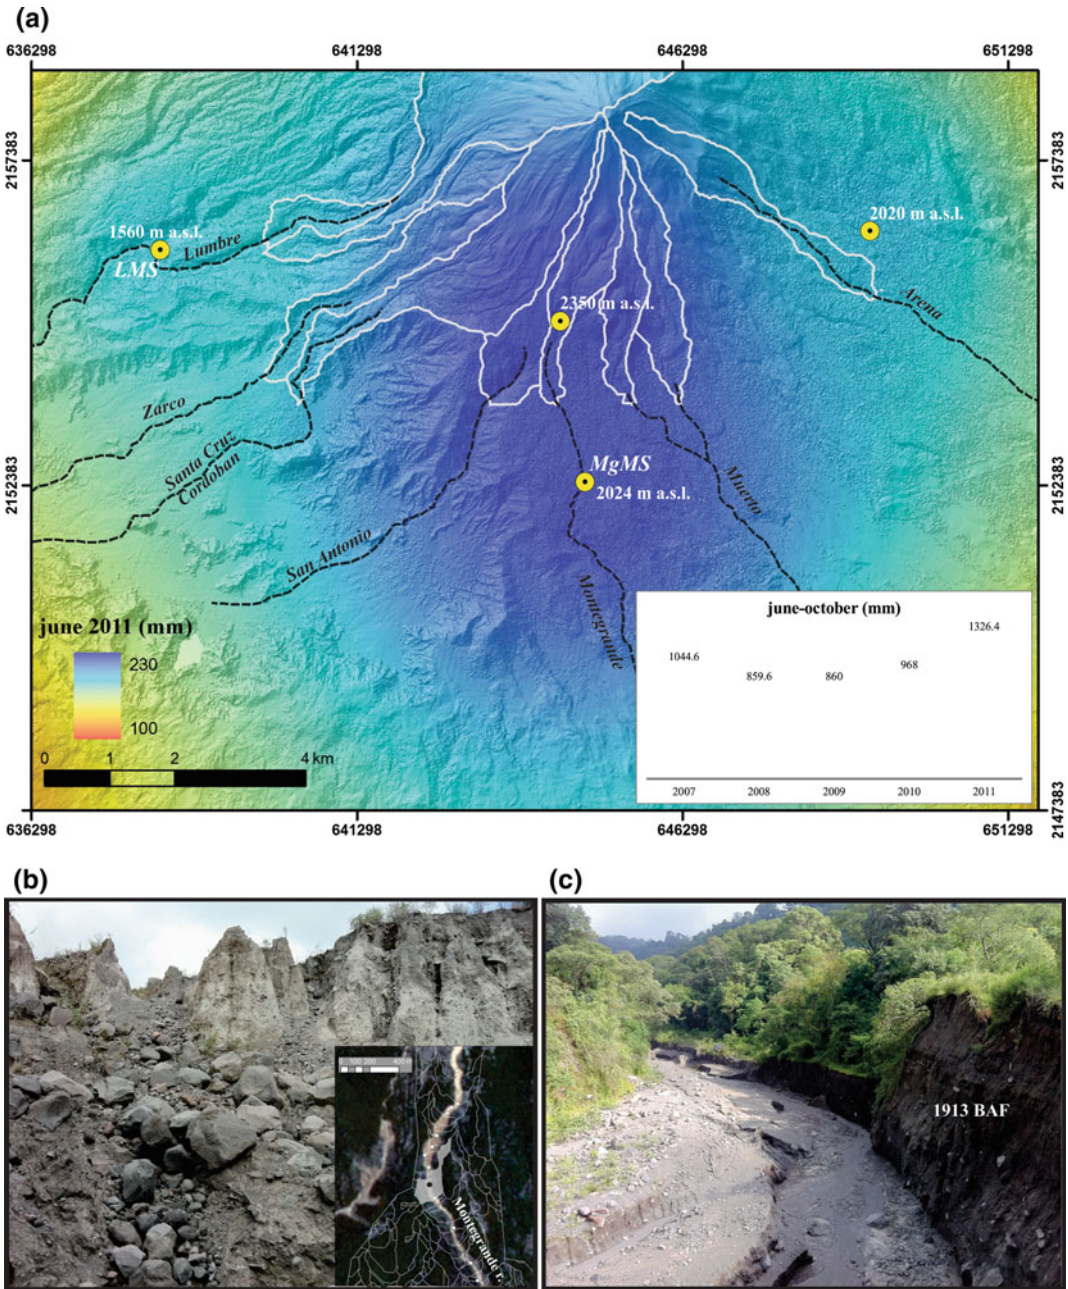 (a)
636298
641298
646298
651298
2157383
2157383
2020 m a.s.l.
1560 m a.s.l.
Lumbre
LMS
Arena
2350 m a.s.l.
Zarco
Santa Cruz
Cordoban
MgMS
2024 m a.s.l.
2152383
2152383
Muerto
San Antonio
Montegrande
june 2011 (mm)
230
100
0 1 2 4 km
june-october (mm)
1044.6
859.6
860
968
1326.4
2007 2008 2009 2010 2011
2147383
636298
641298
646298
651298
(b)
(c)
Montegrande r.
1913 BAF